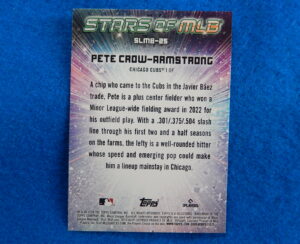 STARS OF MLB
SLMB-25
PETE CROW-ARMSTRONG
CHICAGO CUBS® | OF
A chip who came to the Cubs in the Javier Báez
trade, Pete is a plus center fielder who won a
Minor League-wide fielding award in 2022 for
his outfield play. With a .301/.375/.504 slash
line through his first two and a half seasons
on the farms, the lefty is a well-rounded hitter
whose speed and emerging pop could make
him a lineup mainstay in Chicago.
Topps